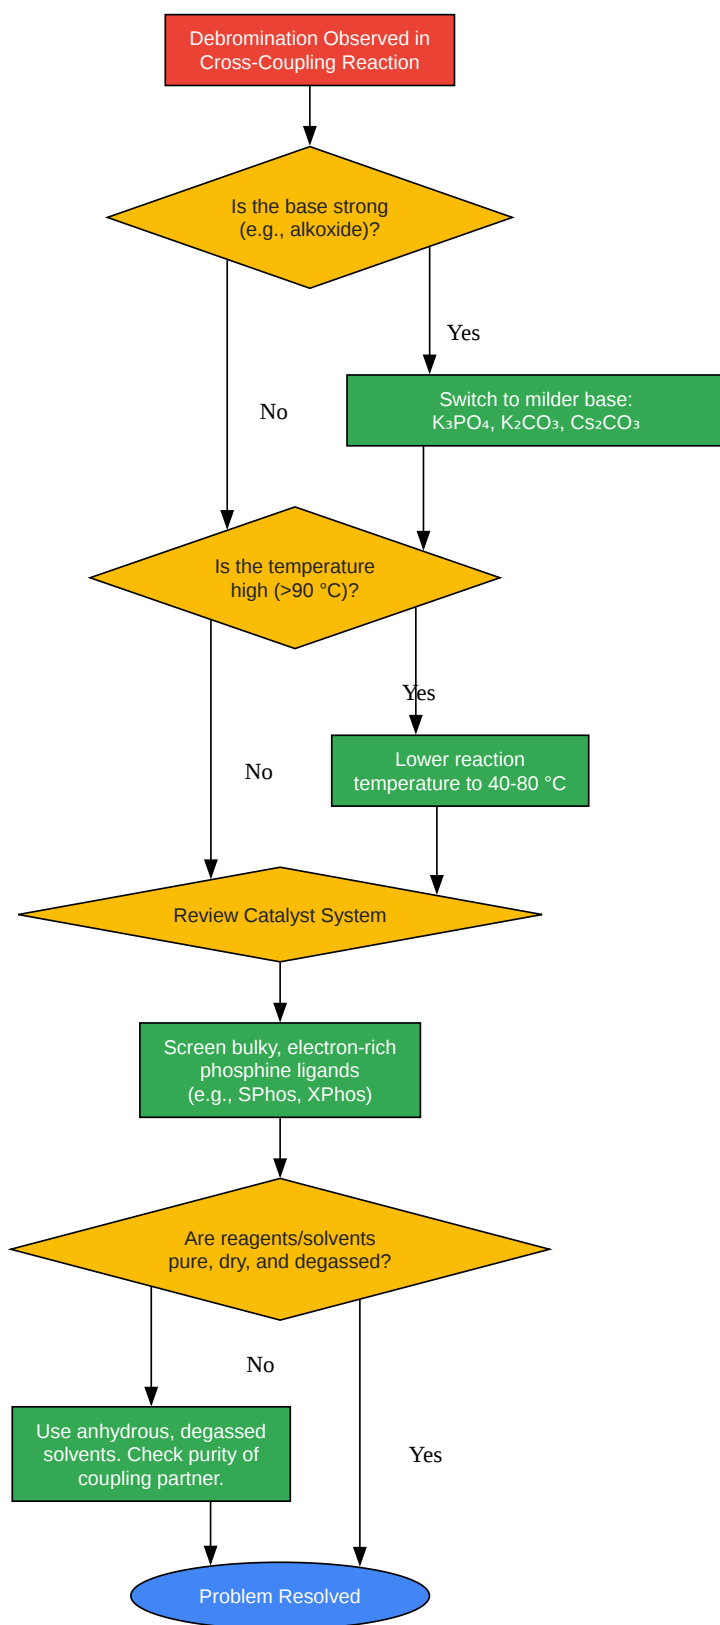 Debromination Observed in
Cross-Coupling Reaction
Is the base strong
(e.g., alkoxide)?
Yes
Switch to milder base:
K₃PO₄, K₂CO₃, Cs₂CO₃
No
Is the temperature
high (>90 °C)?
Yes
Lower reaction
temperature to 40-80 °C
No
Review Catalyst System
Screen bulky, electron-rich
phosphine ligands
(e.g., SPhos, XPhos)
Are reagents/solvents
pure, dry, and degassed?
No
Use anhydrous, degassed
solvents. Check purity of
coupling partner.
Yes
Problem Resolved